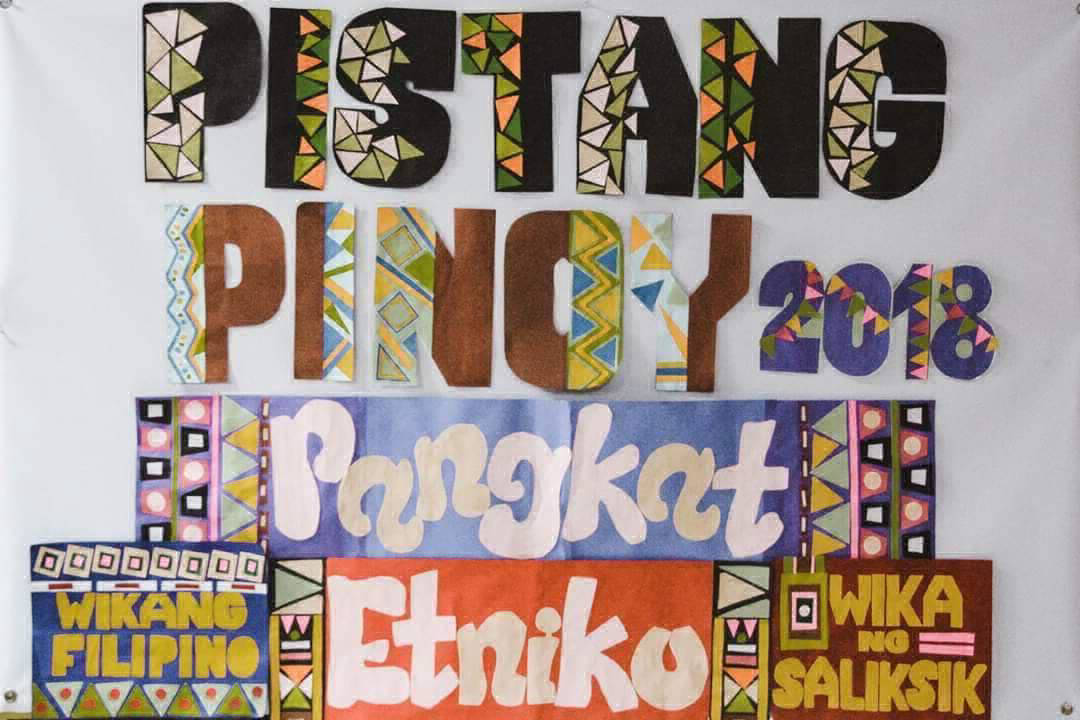 PISTANG
PINOY 2018
Pangkat
Etniko
WIKANG
FILIPINO
WIKA
NG
SALIKSIK